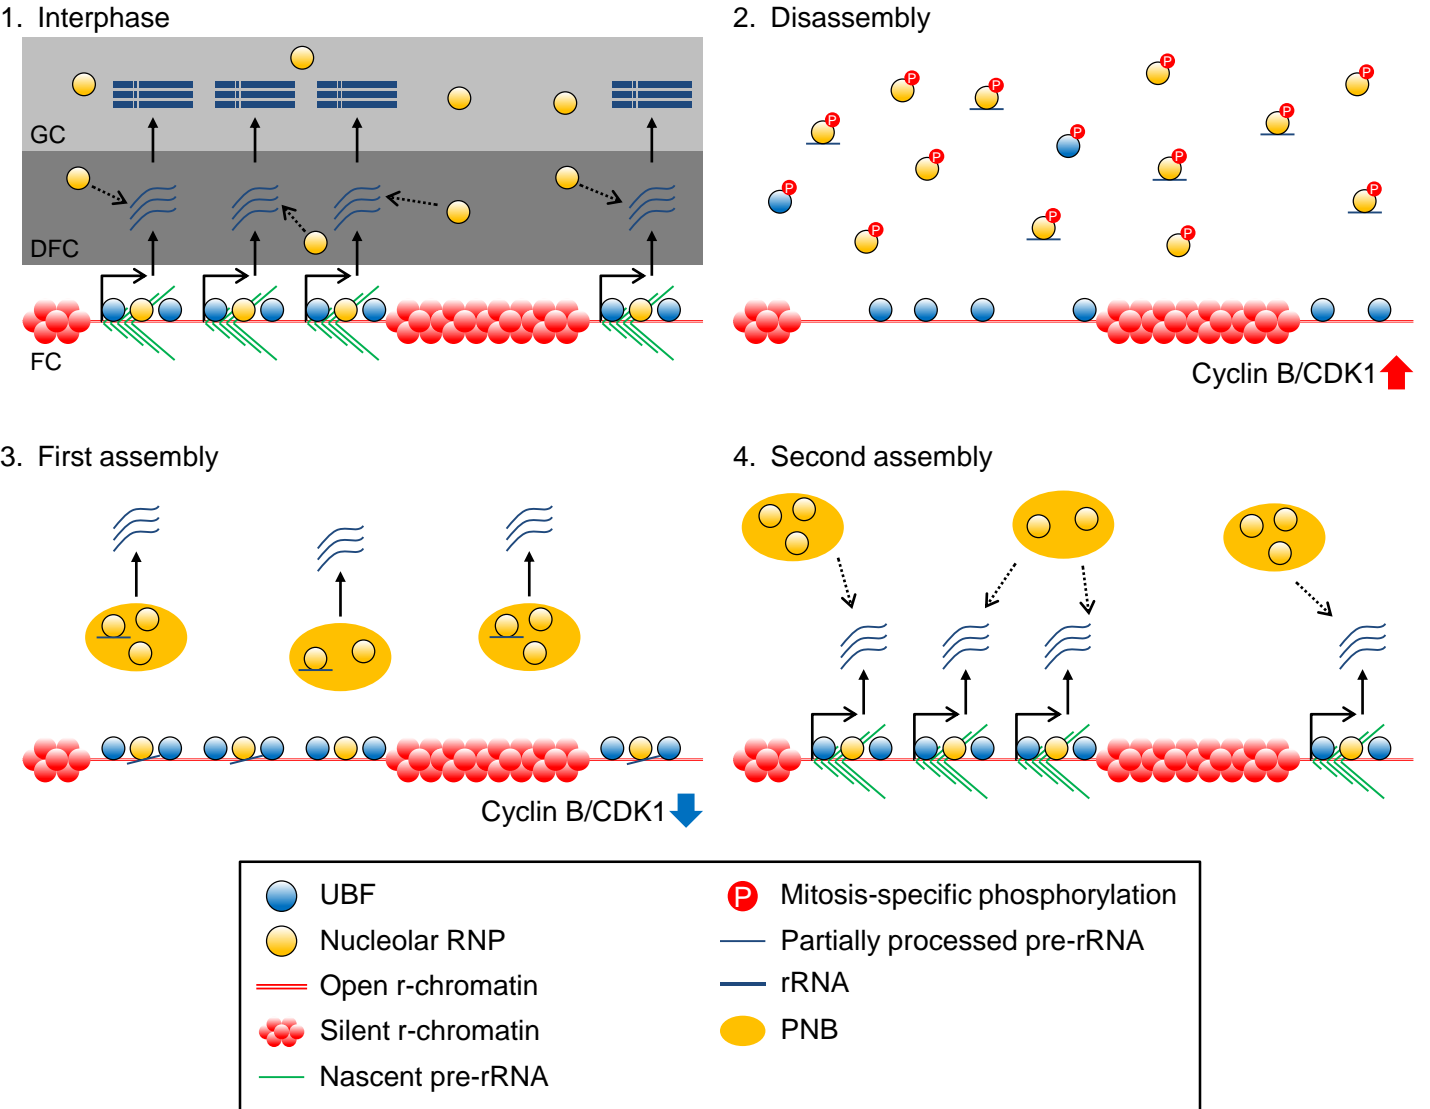 1. Interphase
GC
DFC
FC
2. Disassembly
P
P
P
P
P
P
P
P
P
P
P
P
P
P
Cyclin B/CDK1
3. First assembly
Cyclin B/CDK1
4. Second assembly
UBF
Nucleolar RNP
Open r-chromatin
Silent r-chromatin
Nascent pre-rRNA
P Mitosis-specific phosphorylation
Partially processed pre-rRNA
rRNA
PNB